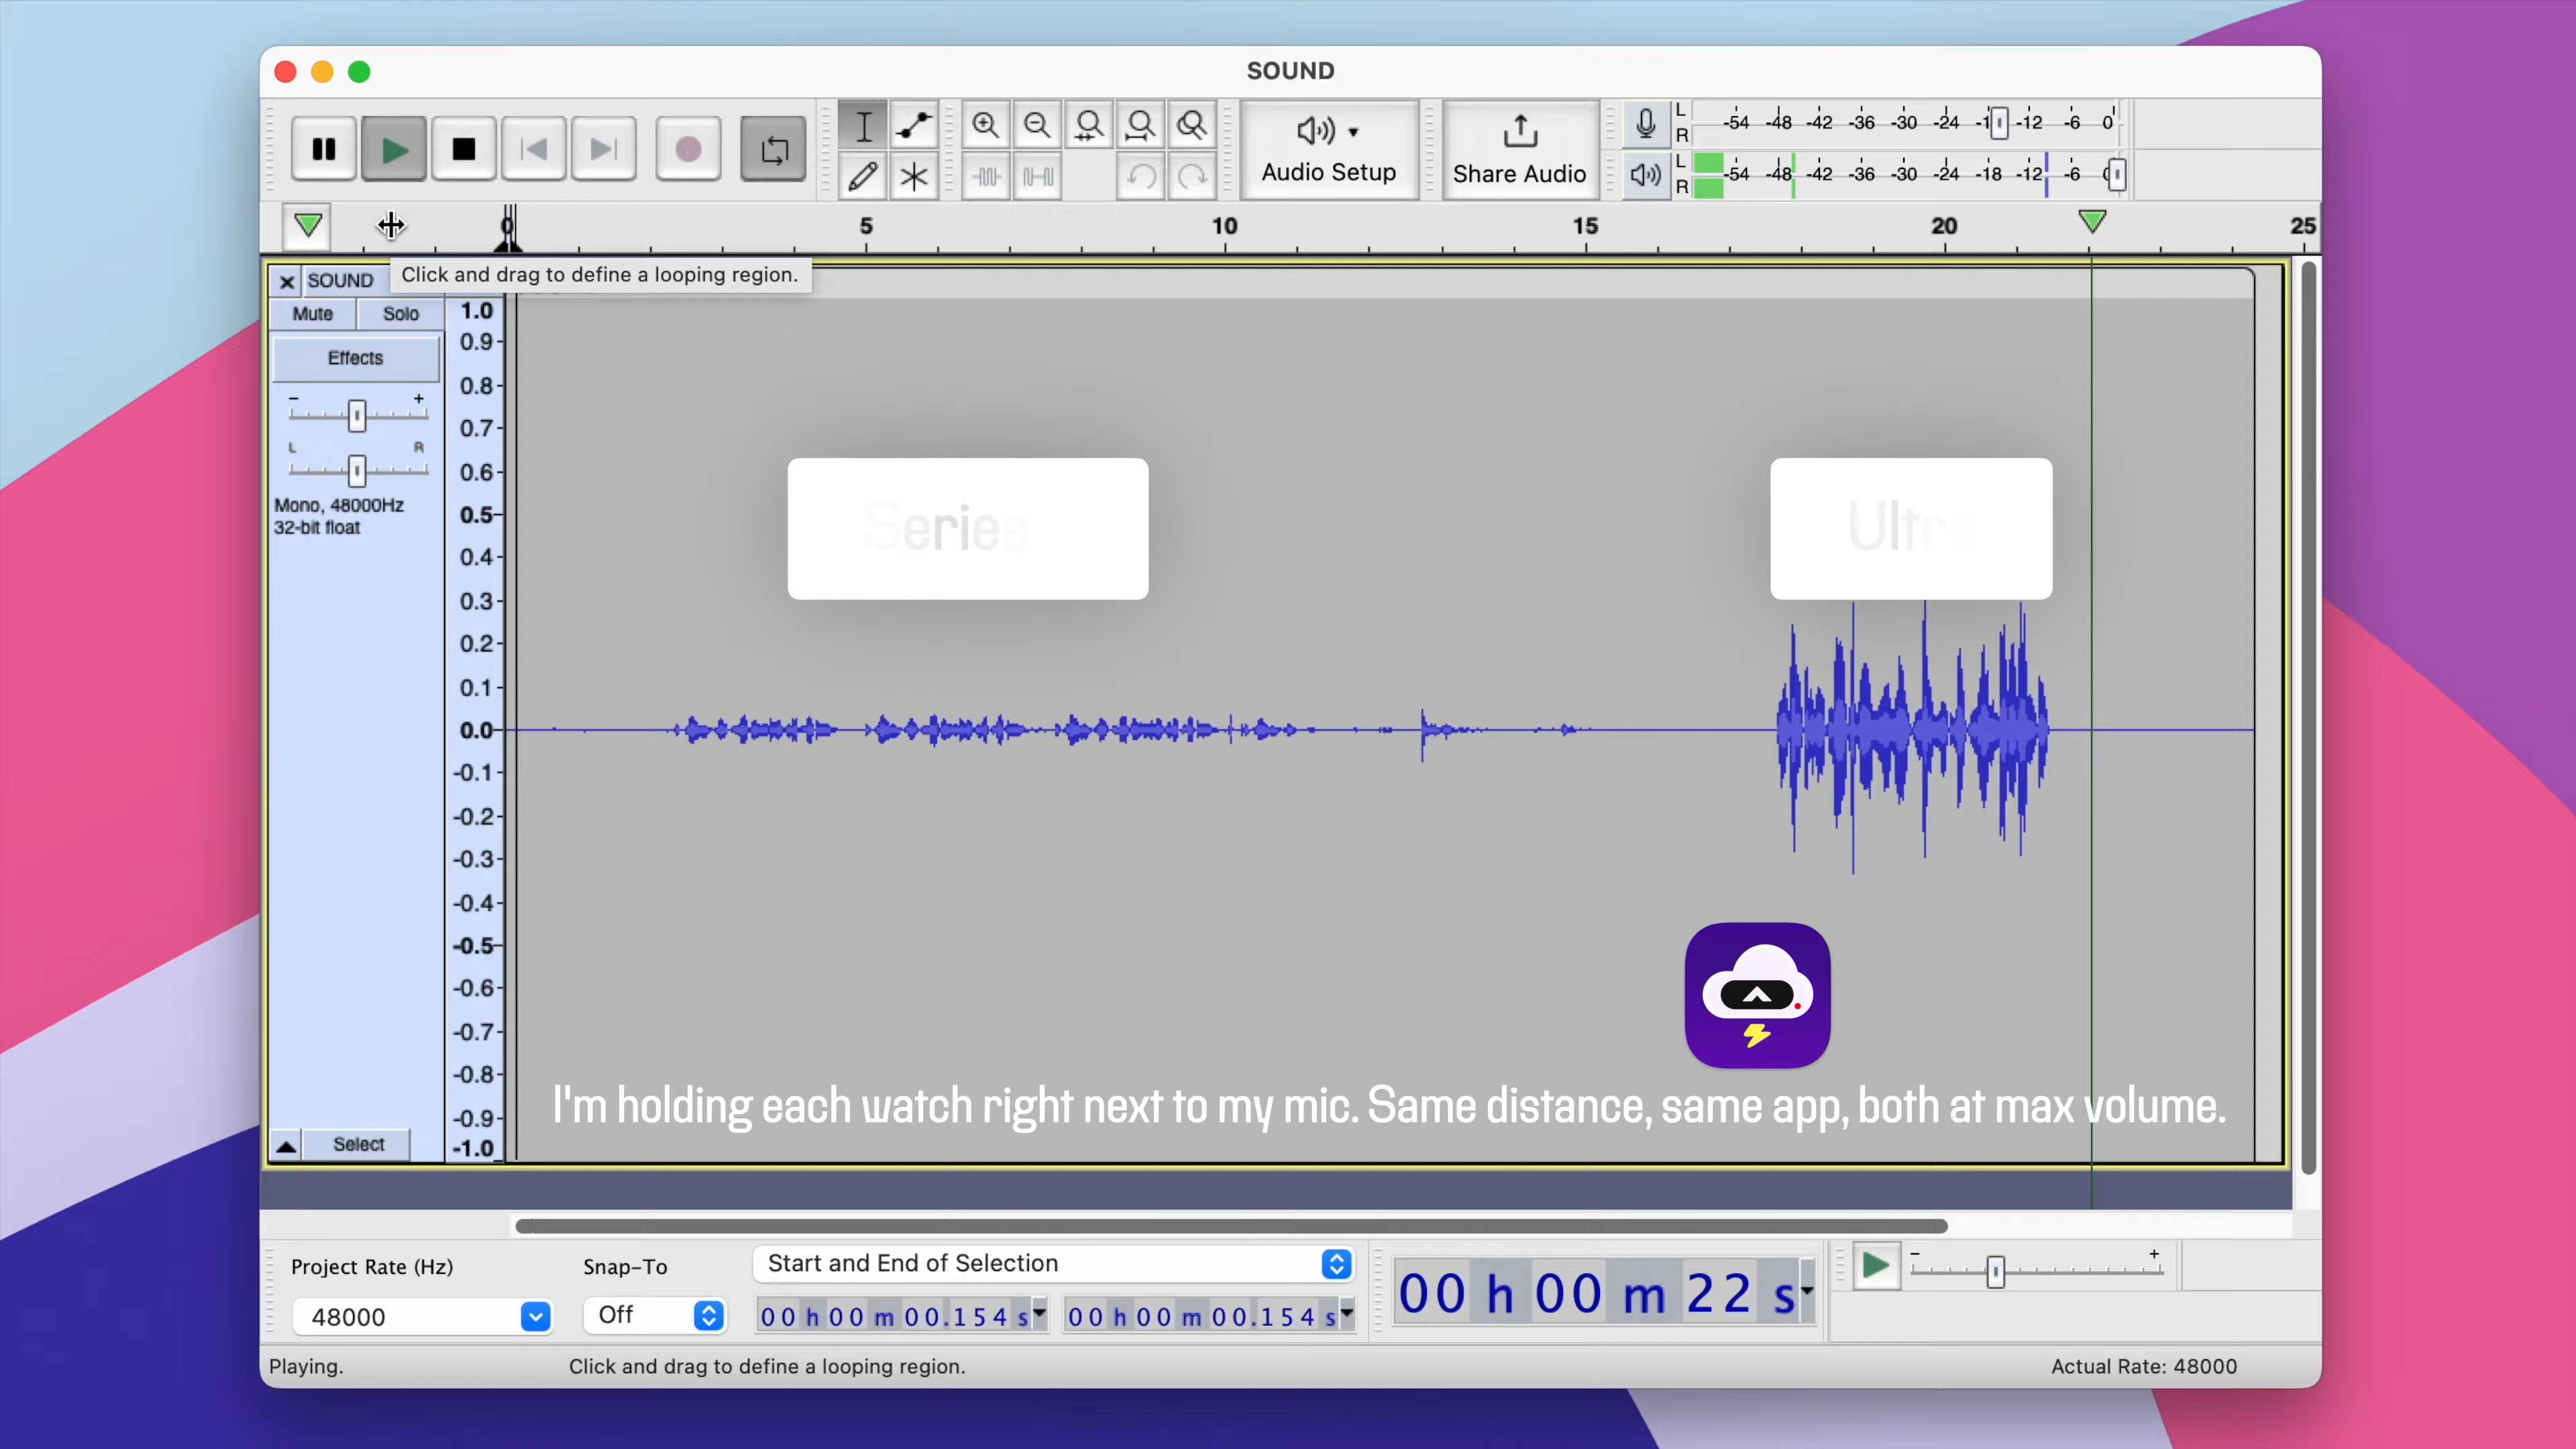 SOUND
Audio Setup
Share Audio
L
R
-54 -48 -42 -36 -30 -24 -12 -6 0
L
R
-54 -48 -42 -36 -30 -24 -18 -12 -6
0 5 10 15 20 25
Click and drag to define a looping region.
SOUND
Mute Solo
Effects
- +
L R
Mono, 48000Hz
32-bit float
1.0
0.9
0.8
0.7
0.6
0.5
0.4
0.3
0.2
0.1
0.0
-0.1
-0.2
-0.3
-0.4
-0.5
-0.6
-0.7
-0.8
-0.9
-1.0
Series
Ultr
I'm holding each watch right next to my mic. Same distance, same app, both at max volume.
Select
Project Rate (Hz)
48000
Snap-To
Off
Start and End of Selection
00 h 00 m 00.154 s
00 h 00 m 00.154 s
00 h 00 m 22 s
- +
Playing.
Click and drag to define a looping region.
Actual Rate: 48000